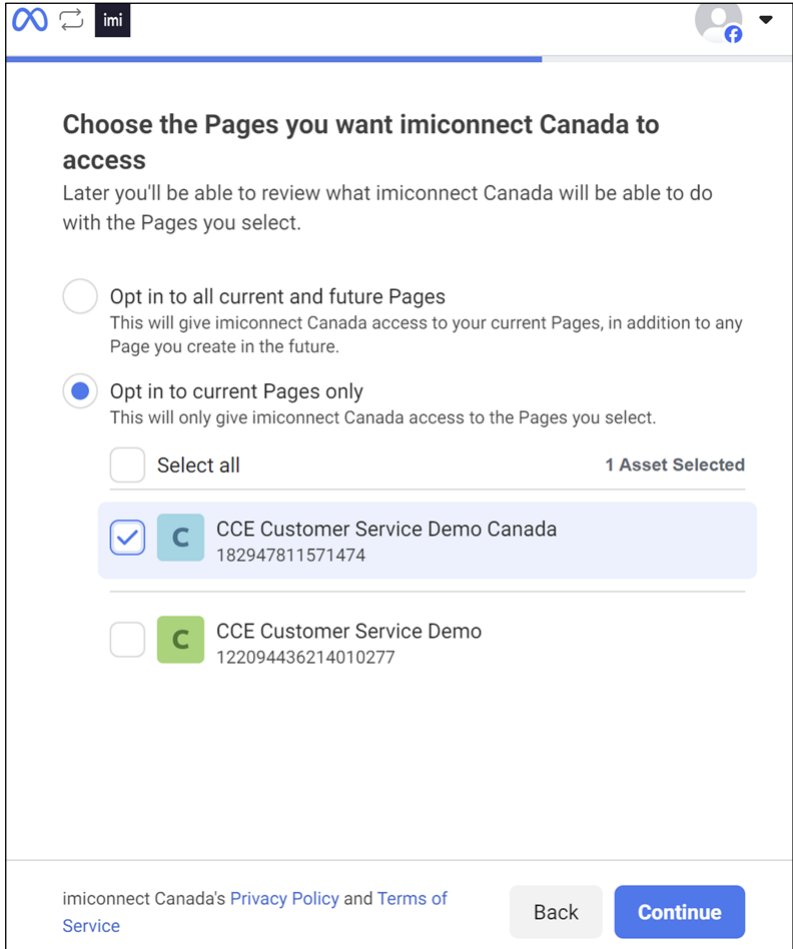 imi
Choose the Pages you want imiconnect Canada to
access
Later you'll be able to review what imiconnect Canada will be able to do
with the Pages you select.
Opt in to all current and future Pages
This will give imiconnect Canada access to your current Pages, in addition to any
Page you create in the future.
Opt in to current Pages only
This will only give imiconnect Canada access to the Pages you select.
Select all 1 Asset Selected
C CCE Customer Service Demo Canada
182947811571474
C CCE Customer Service Demo
122094436214010277
imiconnect Canada's Privacy Policy and Terms of
Service
Back Continue